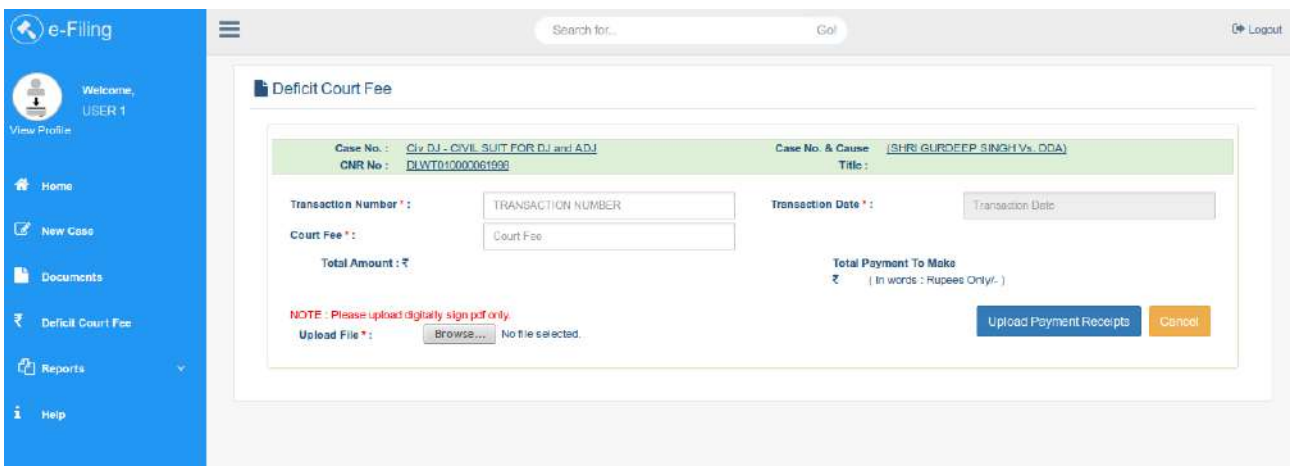 e-Filing
Search for...
Go!
Logout
Welcome,
USER 1
View Profile
Home
New Case
Documents
₹ Deficit Court Fee
Reports
Help
Deficit Court Fee
Case No. : Civ DJ - CIVIL SUIT FOR DJ and ADJ
CNR No : DLWT010000061998
Case No. & Cause Title : (SHRI GURDEEP SINGH Vs. DDA)
Transaction Number * : TRANSACTION NUMBER
Transaction Date * : Transaction Date
Court Fee * : Court Fee
Total Amount : ₹
Total Payment To Make
₹ ( In words : Rupees Only/- )
NOTE : Please upload digitally sign pdf only.
Upload File * : Browse... No file selected.
Upload Payment Receipts
Cancel